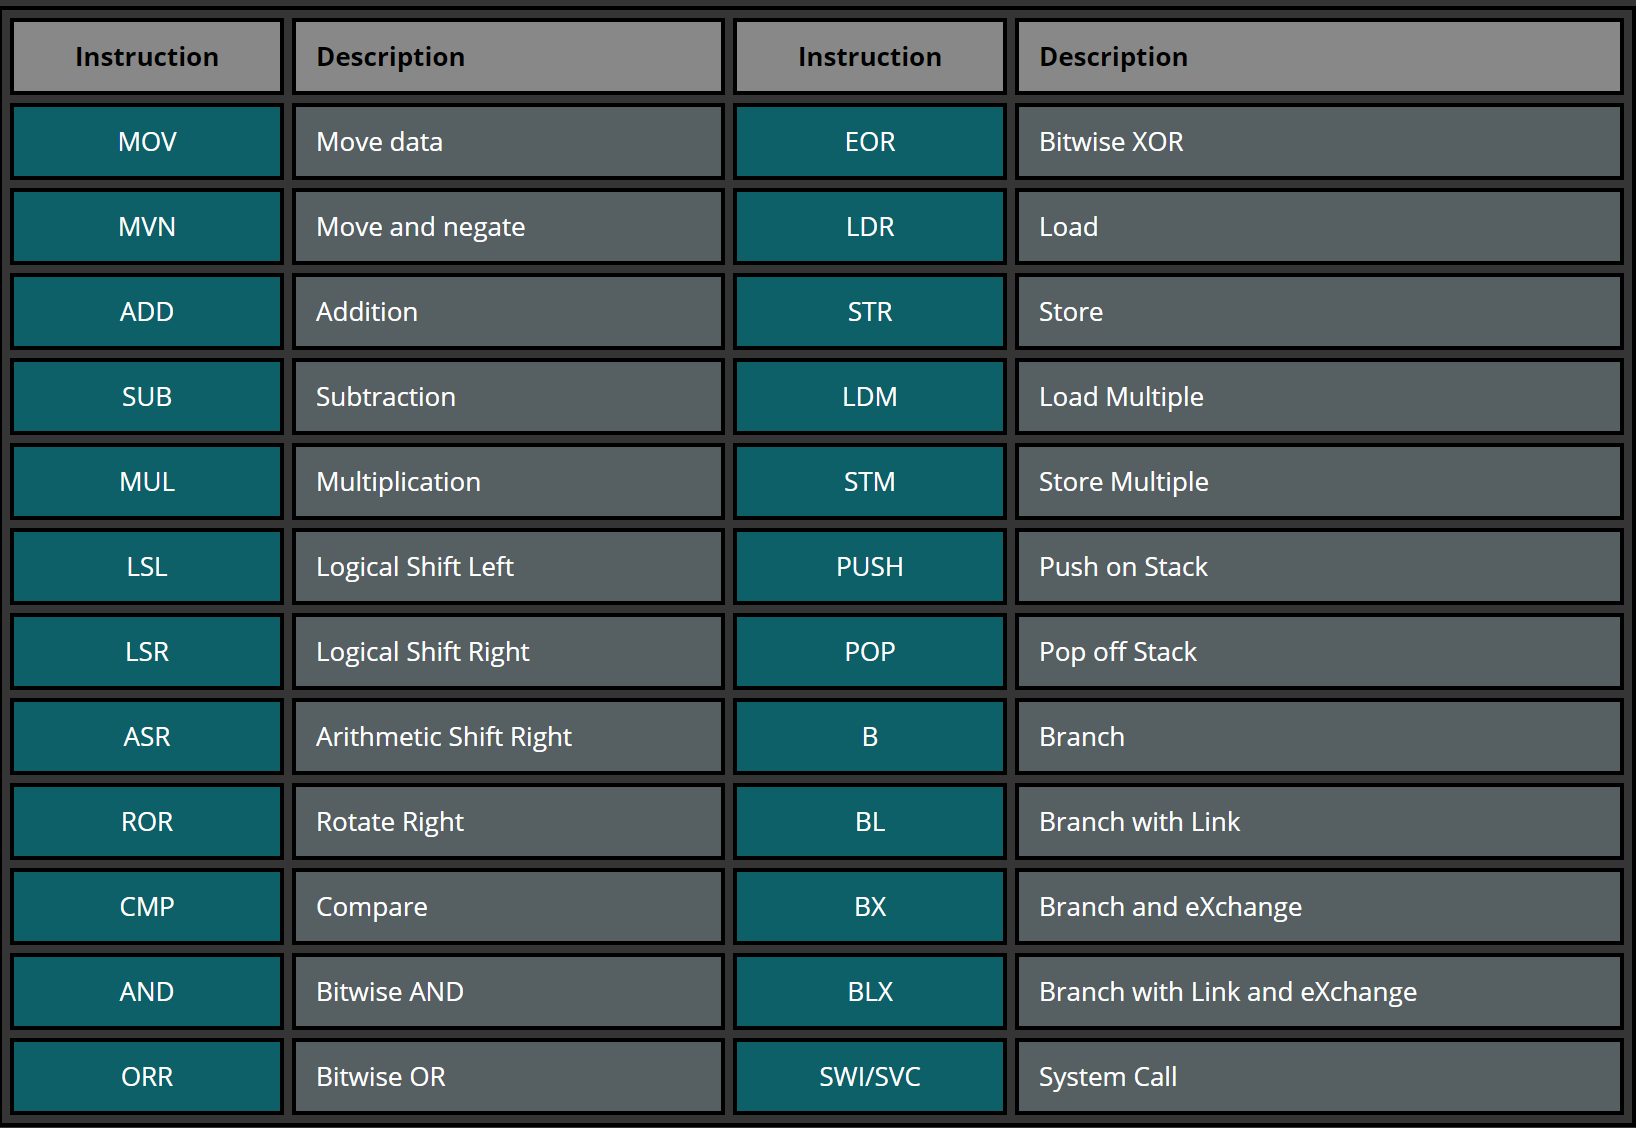 Instruction Description Instruction Description
MOV Move data EOR Bitwise XOR
MVN Move and negate LDR Load
ADD Addition STR Store
SUB Subtraction LDM Load Multiple
MUL Multiplication STM Store Multiple
LSL Logical Shift Left PUSH Push on Stack
LSR Logical Shift Right POP Pop off Stack
ASR Arithmetic Shift Right B Branch
ROR Rotate Right BL Branch with Link
CMP Compare BX Branch and eXchange
AND Bitwise AND BLX Branch with Link and eXchange
ORR Bitwise OR SWI/SVC System Call